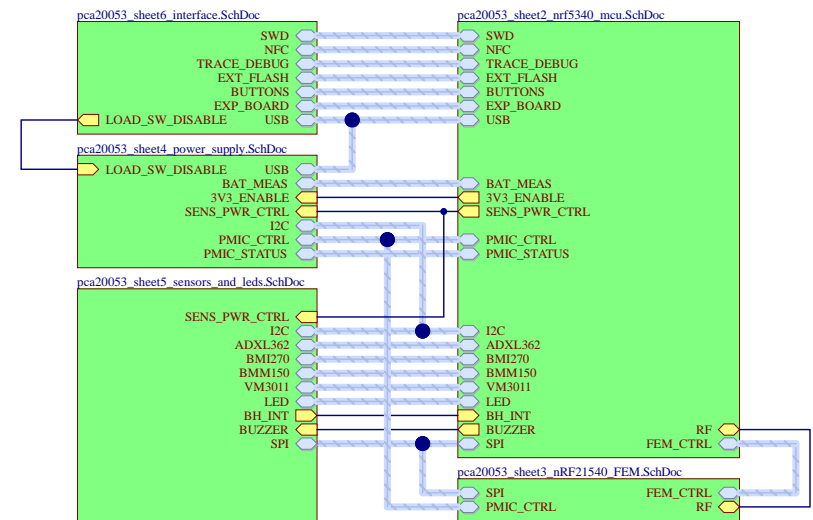 pca20053_sheet6_interface.SchDoc
SWD
NFC
TRACE_DEBUG
EXT_FLASH
BUTTONS
EXP_BOARD
LOAD_SW_DISABLE USB
pca20053_sheet4_power_supply.SchDoc
LOAD_SW_DISABLE USB
BAT_MEAS
3V3_ENABLE
SENS_PWR_CTRL
I2C
PMIC_CTRL
PMIC_STATUS
pca20053_sheet5_sensors_and_leds.SchDoc
SENS_PWR_CTRL
I2C
ADXL362
BMI270
BMM150
VM3011
LED
BH_INT
BUZZER
SPI
pca20053_sheet2_nrf5340_mcu.SchDoc
SWD
NFC
TRACE_DEBUG
EXT_FLASH
BUTTONS
EXP_BOARD
USB
BAT_MEAS
3V3_ENABLE
SENS_PWR_CTRL
PMIC_CTRL
PMIC_STATUS
I2C
ADXL362
BMI270
BMM150
VM3011
LED
BH_INT
BUZZER RF
SPI FEM_CTRL
pca20053_sheet3_nRF21540_FEM.SchDoc
SPI FEM_CTRL
PMIC_CTRL RF